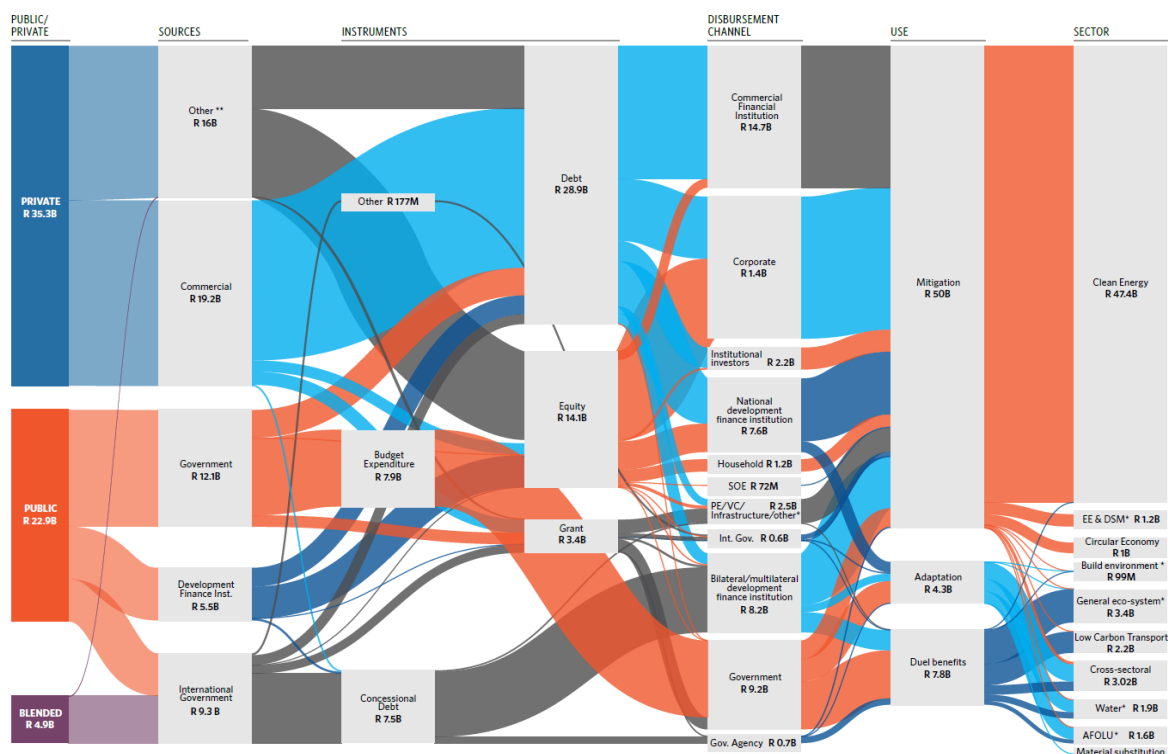 PUBLIC/
PRIVATE
SOURCES
INSTRUMENTS
DISBURSEMENT
CHANNEL
USE
SECTOR
PRIVATE
R 35.3B
PUBLIC
R 22.9B
BLENDED
R 4.9B
Other **
R 16B
Commercial
R 19.2B
Government
R 12.1B
Development
Finance Inst.
R 5.5B
International
Government
R 9.3 B
Other R 177M
Budget
Expenditure
R 7.9B
Concessional
Debt
R 7.5B
Debt
R 28.9B
Equity
R 14.1B
Grant
R 3.4B
Commercial
Financial
Institution
R 14.7B
Corporate
R 1.4B
Institutional
investors R 2.2B
National
development
finance institution
R 7.6B
Household R 1.2B
SOE R 72M
PE/VC/ R 2.5B
Infrastructure/other*
Int. Gov. R 0.6B
Bilateral/multilateral
development
finance institution
R 8.2B
Government
R 9.2B
Gov. Agency R 0.7B
Mitigation
R 50B
Adaptation
R 4.3B
Duel benefits
R 7.8B
Clean Energy
R 47.4B
EE & DSM* R 1.2B
Circular Economy
R 1B
Build environment *
R 99M
General eco-system*
R 3.4B
Low Carbon Transport
R 2.2B
Cross-sectoral
R 3.02B
Water* R 1.9B
AFOLU* R 1.6B
Material substitution